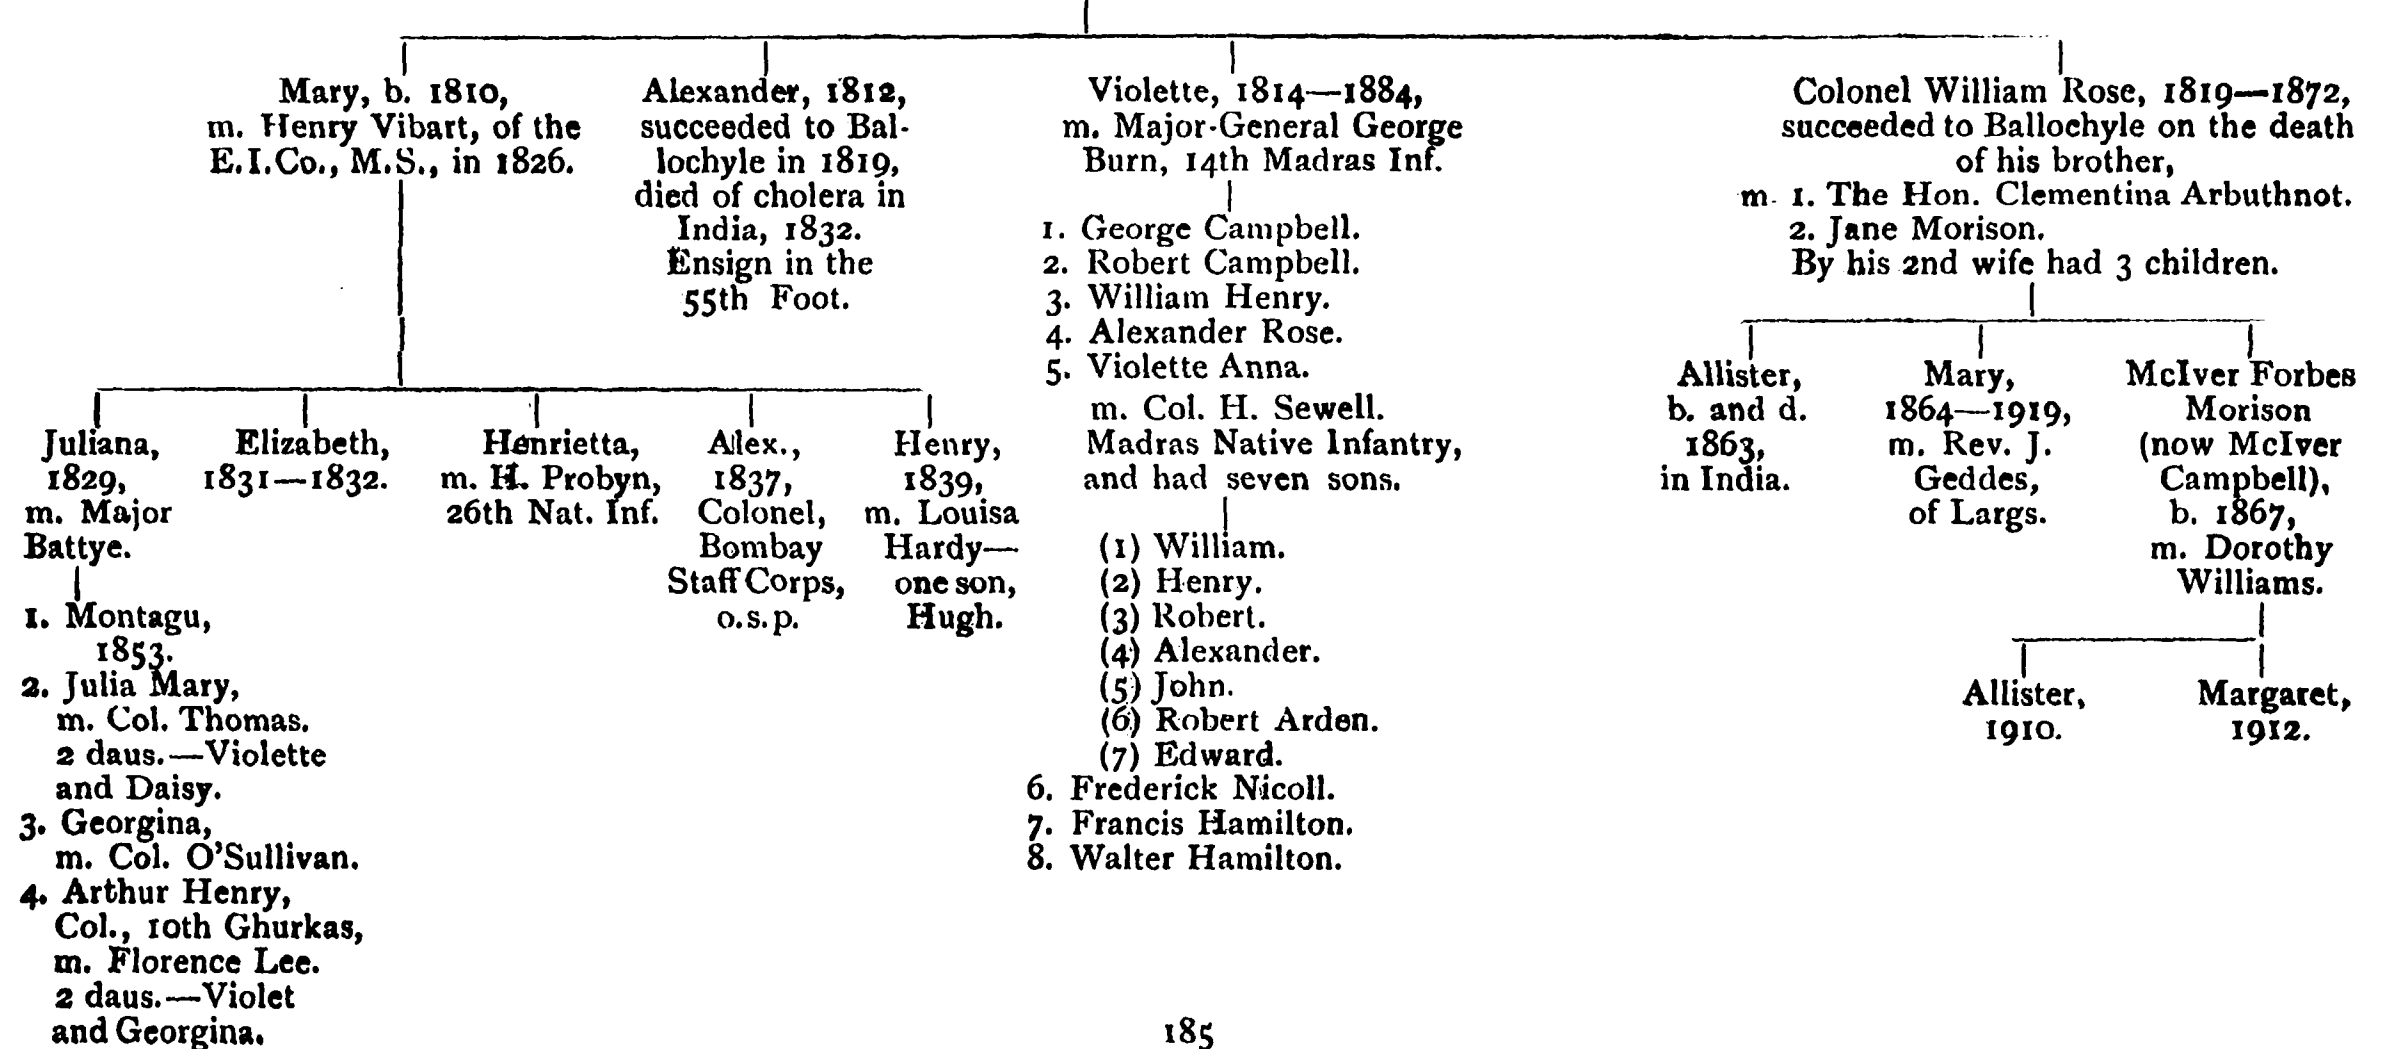 Mary, b. 1810,
m. Henry Vibart, of the
E.I.Co., M.S., in 1826.
Alexander, 1812,
succeeded to Bal-
lochyle in 1819,
died of cholera in
India, 1832.
Ensign in the
55th Foot.
Violette, 1814—1884,
m. Major-General George
Burn, 14th Madras Inf.
1. George Campbell.
2. Robert Campbell.
3. William Henry.
4. Alexander Rose.
5. Violette Anna.
m. Col. H. Sewell.
Madras Native Infantry,
and had seven sons.
(1) William.
(2) Henry.
(3) Robert.
(4) Alexander.
(5) John.
(6) Robert Arden.
(7) Edward.
6. Frederick Nicoll.
7. Francis Hamilton.
8. Walter Hamilton.
Colonel William Rose, 1819—1872,
succeeded to Ballochyle on the death
of his brother,
m. 1. The Hon. Clementina Arbuthnot.
2. Jane Morison.
By his 2nd wife had 3 children.
Juliana,
1829,
m. Major
Battye.
1. Montagu,
1853.
2. Julia Mary,
m. Col. Thomas.
2 daus.—Violette
and Daisy.
3. Georgina,
m. Col. O'Sullivan.
4. Arthur Henry,
Col., 10th Ghurkas,
m. Florence Lee.
2 daus.—Violet
and Georgina.
Elizabeth,
1831—1832.
Henrietta,
m. H. Probyn,
26th Nat. Inf.
Alex.,
1837,
Colonel,
Bombay
Staff Corps,
o.s.p.
Henry,
1839,
m. Louisa
Hardy—
one son,
Hugh.
Allister,
b. and d.
1863,
in India.
Mary,
1864—1919,
m. Rev. J.
Geddes,
of Largs.
McIver Forbes
Morison
(now McIver
Campbell),
b. 1867,
m. Dorothy
Williams.
Allister,
1910.
Margaret,
1912.
185